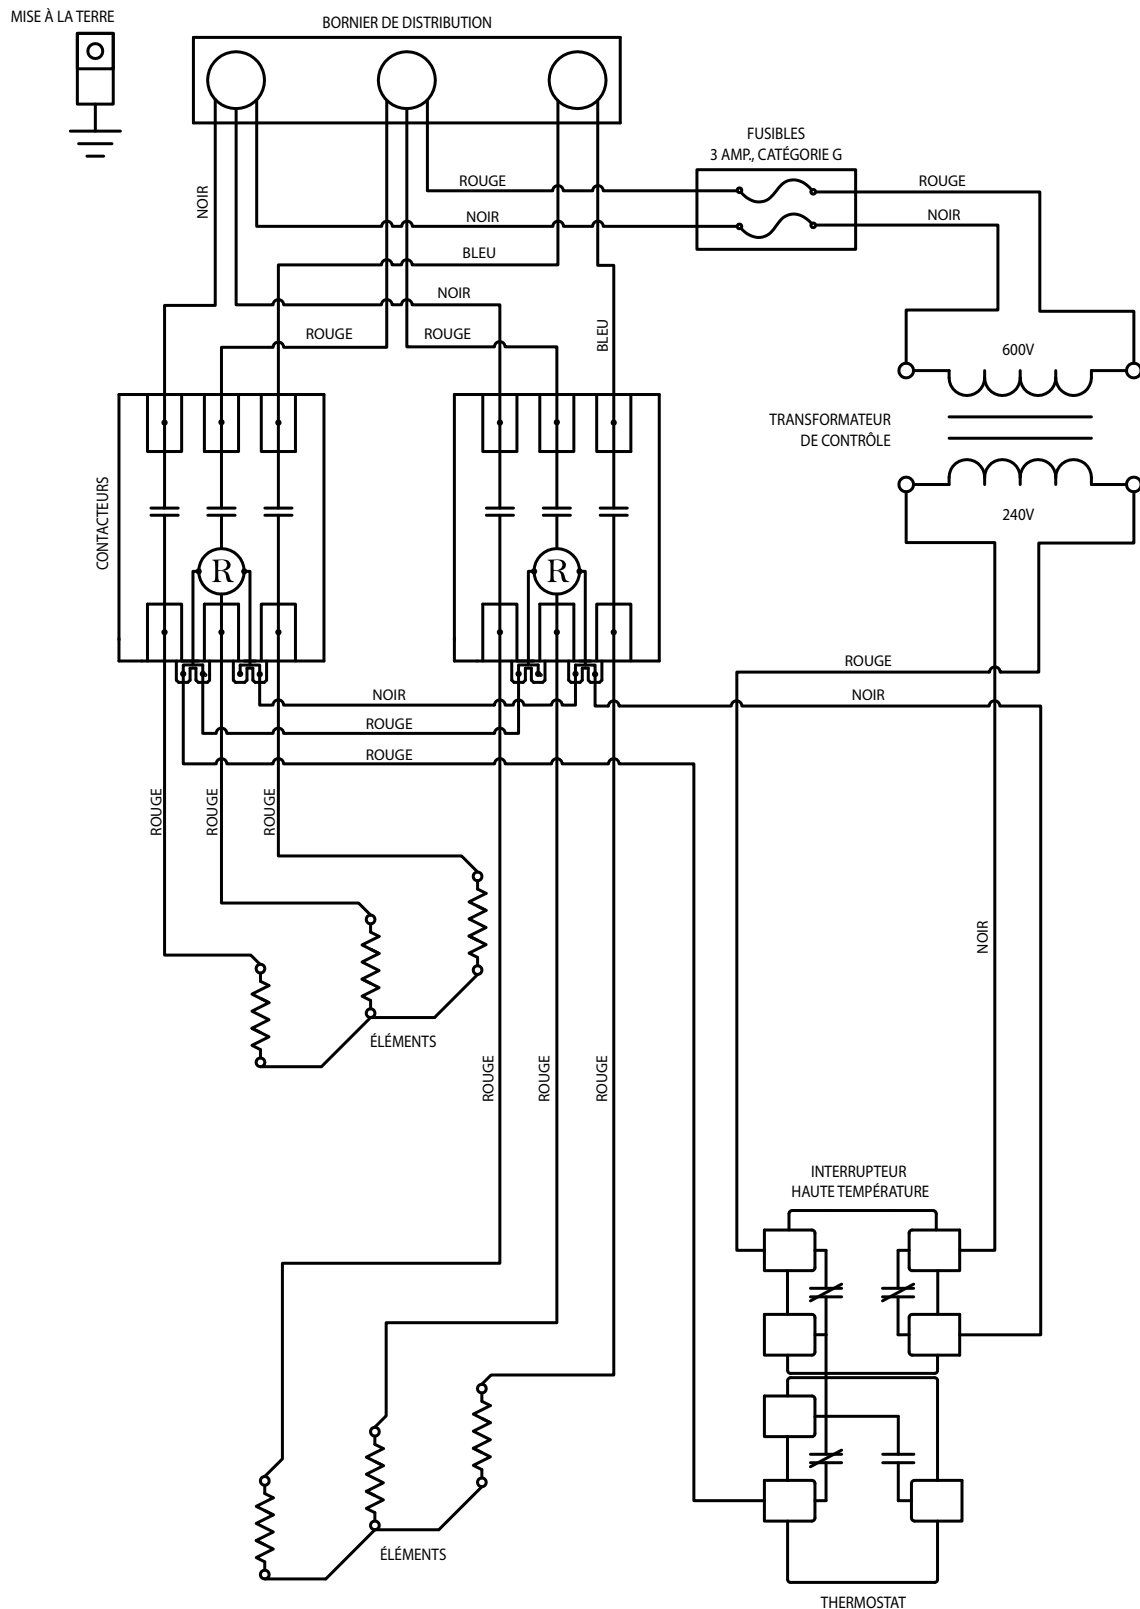 MISE À LA TERRE
BORNIER DE DISTRIBUTION
FUSIBLES
3 AMP., CATÉGORIE G
NOIR
ROUGE
ROUGE
NOIR
NOIR
BLEU
NOIR
ROUGE
ROUGE
BLEU
600V
TRANSFORMATEUR
DE CONTRÔLE
240V
CONTACTEURS
R
R
ROUGE
NOIR
NOIR
ROUGE
ROUGE
ROUGE
ROUGE
ROUGE
NOIR
ÉLÉMENTS
ROUGE
ROUGE
ROUGE
INTERRUPTEUR
HAUTE TEMPÉRATURE
ÉLÉMENTS
THERMOSTAT